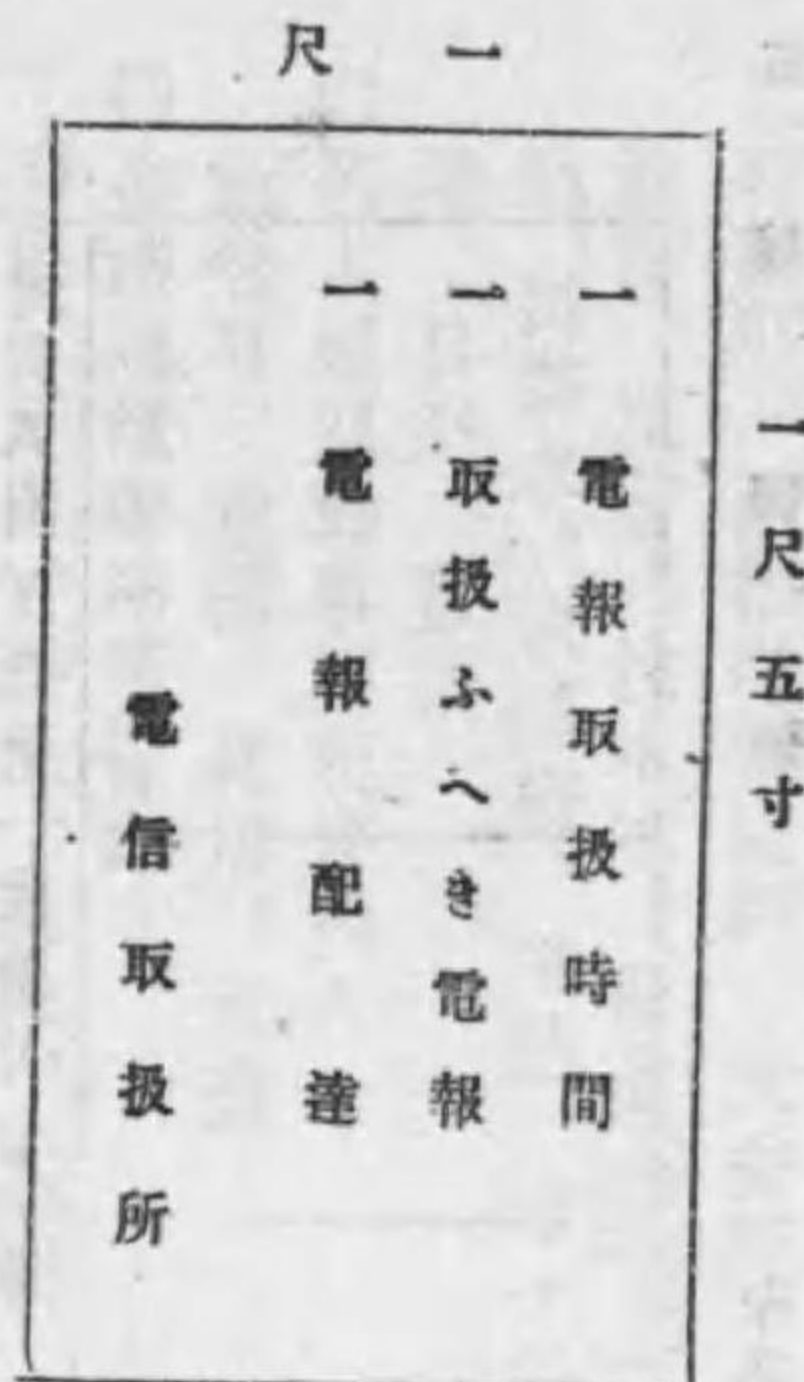 一尺
一尺五寸
一 電報取扱時間
一 取扱ふへき電報
一 電報配達
電信取扱所